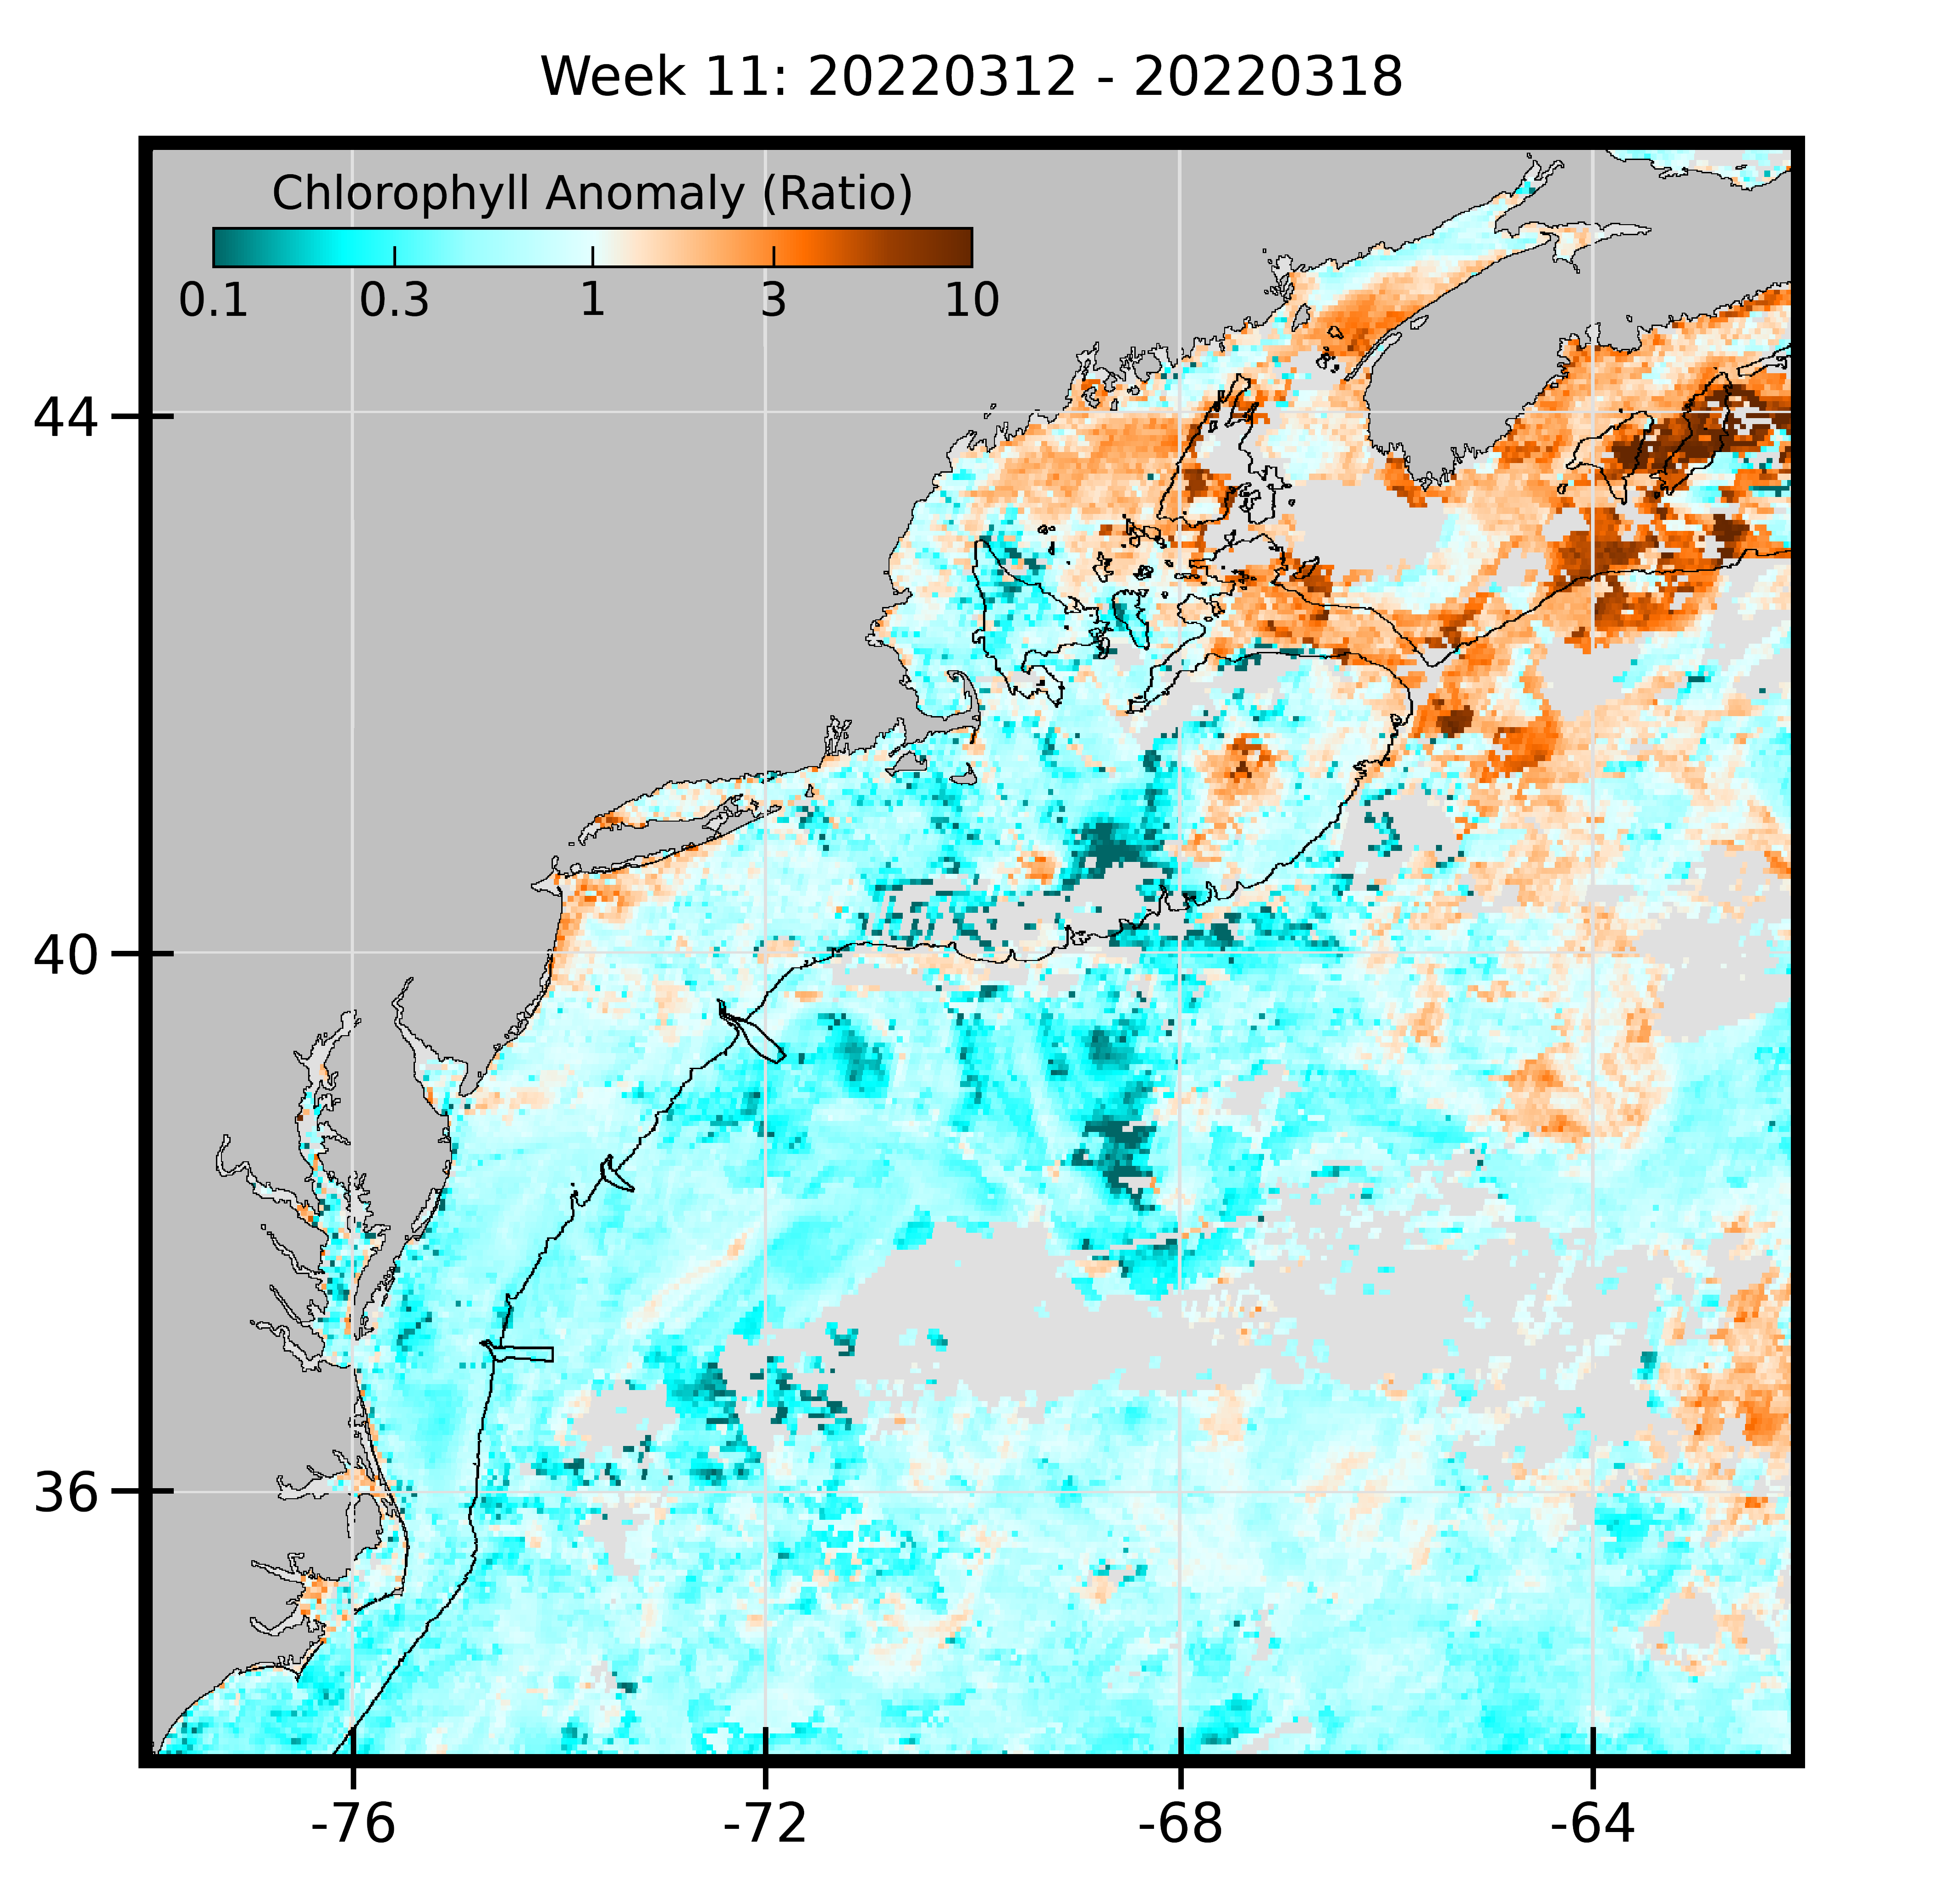 Week 11: 20220312 - 20220318
Chlorophyll Anomaly (Ratio)
0.1 0.3 1 3 10
44
40
36
-76 -72 -68 -64